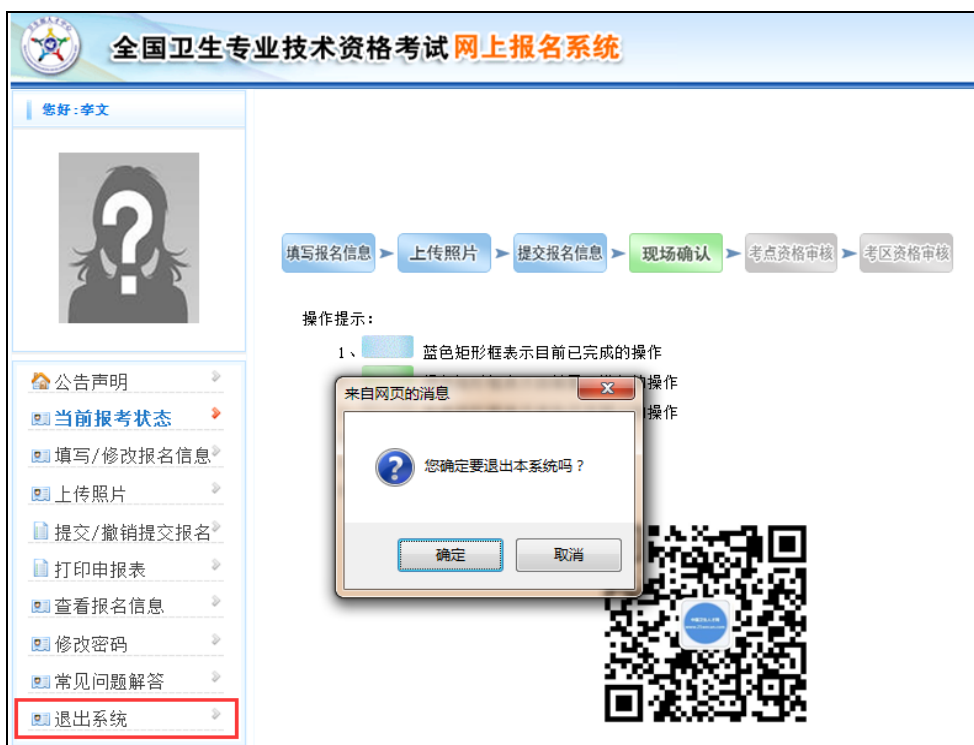 全国卫生专业技术资格考试网上报名系统
您好:李文
填写报名信息
上传照片
提交报名信息
现场确认
考点资格审核
考区资格审核
操作提示:
1、 蓝色矩形框表示目前已完成的操作
操作
操作
公告声明
当前报考状态
填写/修改报名信息
上传照片
提交/撤销提交报名
打印申报表
查看报名信息
修改密码
常见问题解答
退出系统
来自网页的消息
您确定要退出本系统吗?
确定
取消